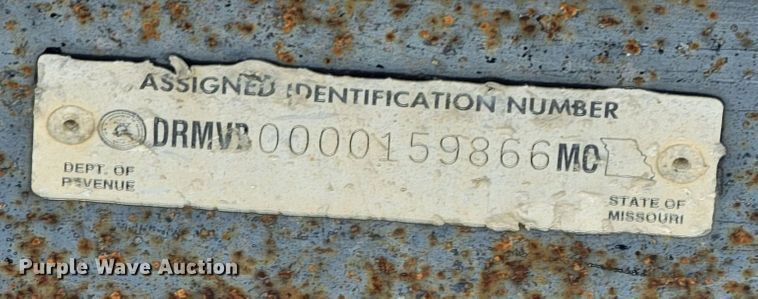 ASSIGNED IDENTIFICATION NUMBER
DRMVB0000159866MO
DEPT. OF
REVENUE
STATE OF
MISSOURI
Purple Wave Auction